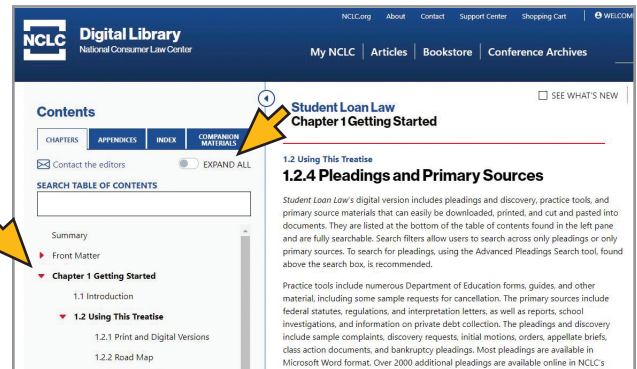 NCLC.org About Contact Support Center Shopping Cart WELCOM
NCLC
Digital Library
National Consumer Law Center
My NCLC Articles Bookstore Conference Archives
SEE WHAT'S NEW
Contents
CHAPTERS APPENDICES INDEX COMPANION MATERIALS
Contact the editors EXPAND ALL
SEARCH TABLE OF CONTENTS
Summary
Front Matter
Chapter 1 Getting Started
1.1 Introduction
1.2 Using This Treatise
1.2.1 Print and Digital Versions
1.2.2 Road Map
Student Loan Law
Chapter 1 Getting Started
1.2 Using This Treatise
1.2.4 Pleadings and Primary Sources
Student Loan Law's digital version includes pleadings and discovery, practice tools, and
primary source materials that can easily be downloaded, printed, and cut and pasted into
documents. They are listed at the bottom of the table of contents found in the left pane
and are fully searchable. Search filters allow users to search across only pleadings or only
primary sources. To search for pleadings, using the Advanced Pleadings Search tool, found
above the search box, is recommended.
Practice tools include numerous Department of Education forms, guides, and other
material, including some sample requests for cancellation. The primary sources include
federal statutes, regulations, and interpretation letters, as well as reports, school
investigations, and information on private debt collection. The pleadings and discovery
include sample complaints, discovery requests, initial motions, orders, appellate briefs,
class action documents, and bankruptcy pleadings. Most pleadings are available in
Microsoft Word format. Over 2000 additional pleadings are available online in NCLC's